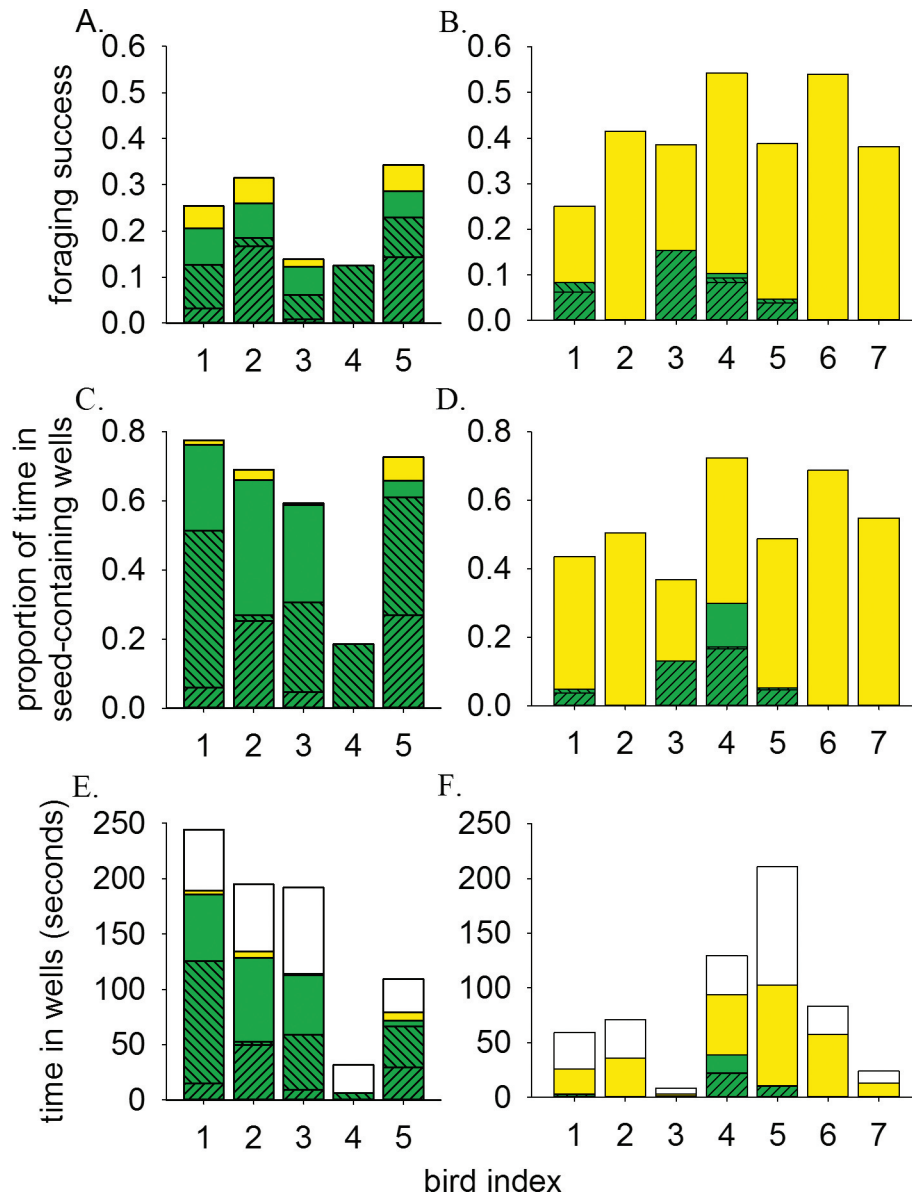 A.
B.
foraging success
0.6
0.5
0.4
0.3
0.2
0.1
0.0
1 2 3 4 5
0.6
0.5
0.4
0.3
0.2
0.1
0.0
1 2 3 4 5 6 7
C.
D.
proportion of time in
seed-containing wells
0.8
0.6
0.4
0.2
0.0
1 2 3 4 5
0.8
0.6
0.4
0.2
0.0
1 2 3 4 5 6 7
E.
F.
time in wells (seconds)
250
200
150
100
50
0
1 2 3 4 5
250
200
150
100
50
0
1 2 3 4 5 6 7
bird index